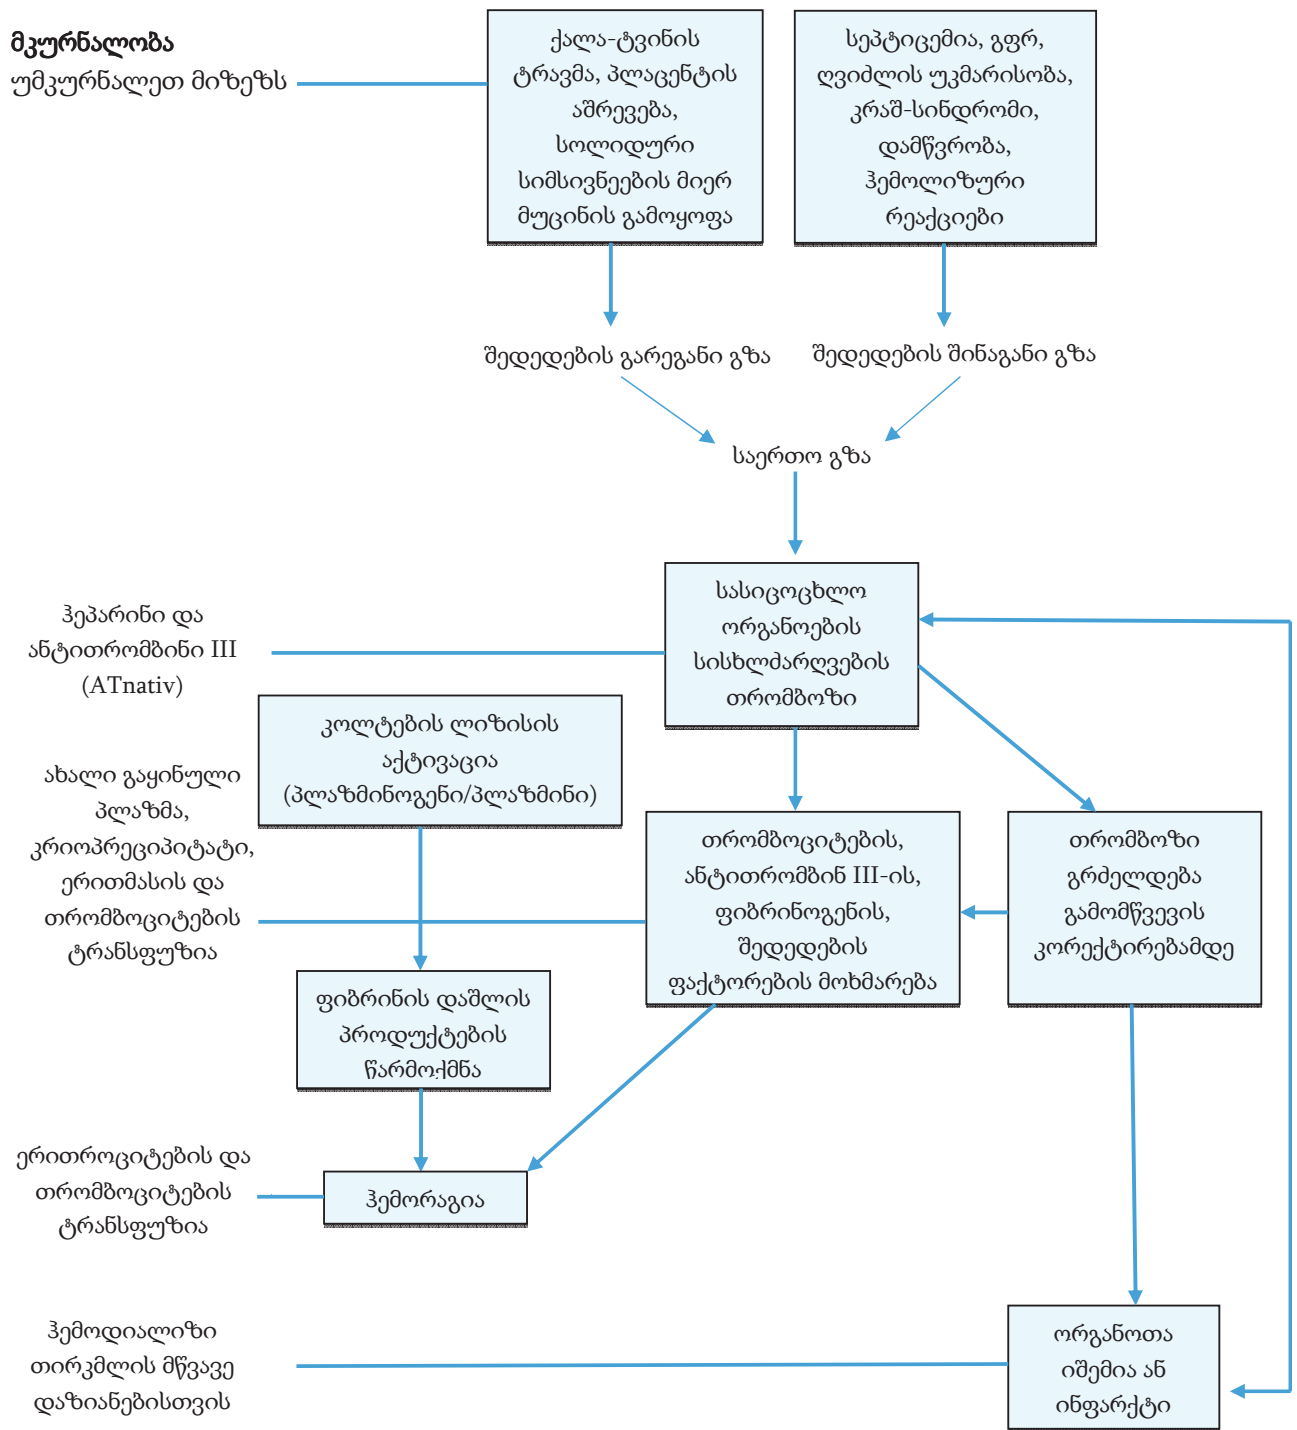 მკურნალობა
უმკურნალეთ მიზეზს
ქალა-ტვინის
ტრავმა, პლაცენტის
აშრევება,
სოლიდური
სიმსივნეების მიერ
მუცინის გამოყოფა
სეპტიცემია, გფრ,
ღვიძლის უკმარისობა,
კრაშ-სინდრომი,
დამწვრობა,
ჰემოლიზური
რეაქციები
შედედების გარეგანი გზა
შედედების შინაგანი გზა
საერთო გზა
სასიცოცხლო
ორგანოების
სისხლძარღვების
თრომბოზი
ჰეპარინი და
ანტითრომბინი III
(ATnativ)
კოლტების ლიზისის
აქტივაცია
(პლაზმინოგენი/პლაზმინი)
ახალი გაყინული
პლაზმა,
კრიოპრეციპიტატი,
ერითმასის და
თრომბოციტების
ტრანსფუზია
თრომბოციტების,
ანტითრომბინ III-ის,
ფიბრინოგენის,
შედედების
ფაქტორების მოხმარება
თრომბოზი
გრძელდება
გამომწვევის
კორექტირებამდე
ფიბრინის დაშლის
პროდუქტების
წარმოქმნა
ერითროციტების და
თრომბოციტების
ტრანსფუზია
ჰემორაგია
ჰემოდიალიზი
თირკმლის მწვავე
დაზიანებისთვის
ორგანოთა
იშემია ან
ინფარქტი